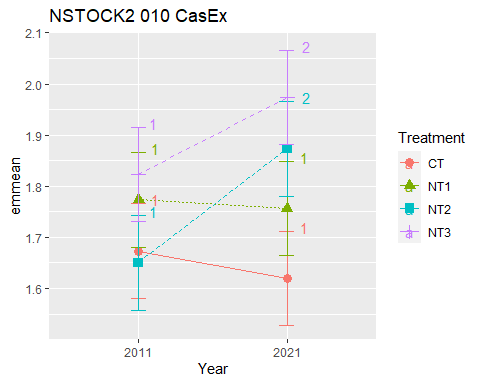 NSTOCK2 010 CasEx
2.1
2.0
1.9
1.8
1.7
1.6
emmean
2
2
1
1
1
1
1
1
2011
2021
Year
Treatment
a CT
a NT1
a NT2
a NT3